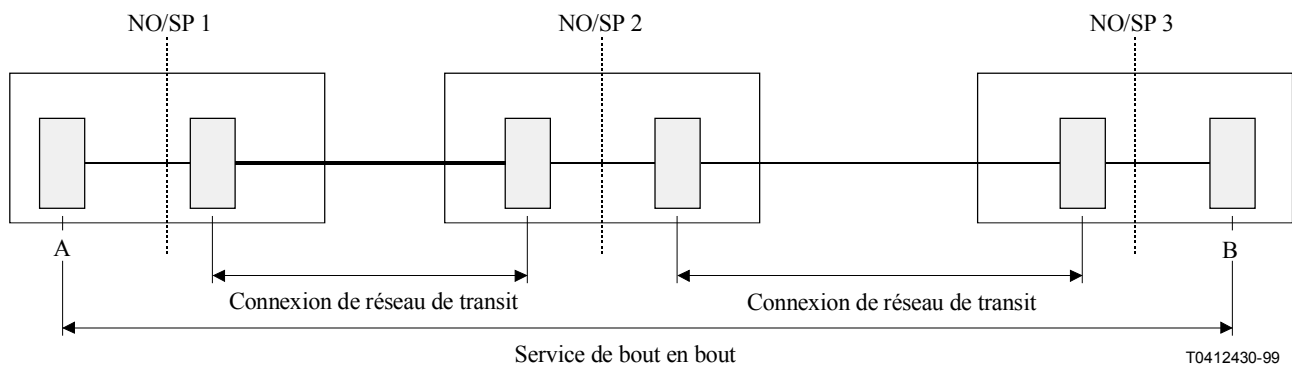 NO/SP 1
NO/SP 2
NO/SP 3
A
B
Connexion de réseau de transit
Connexion de réseau de transit
Service de bout en bout
T0412430-99